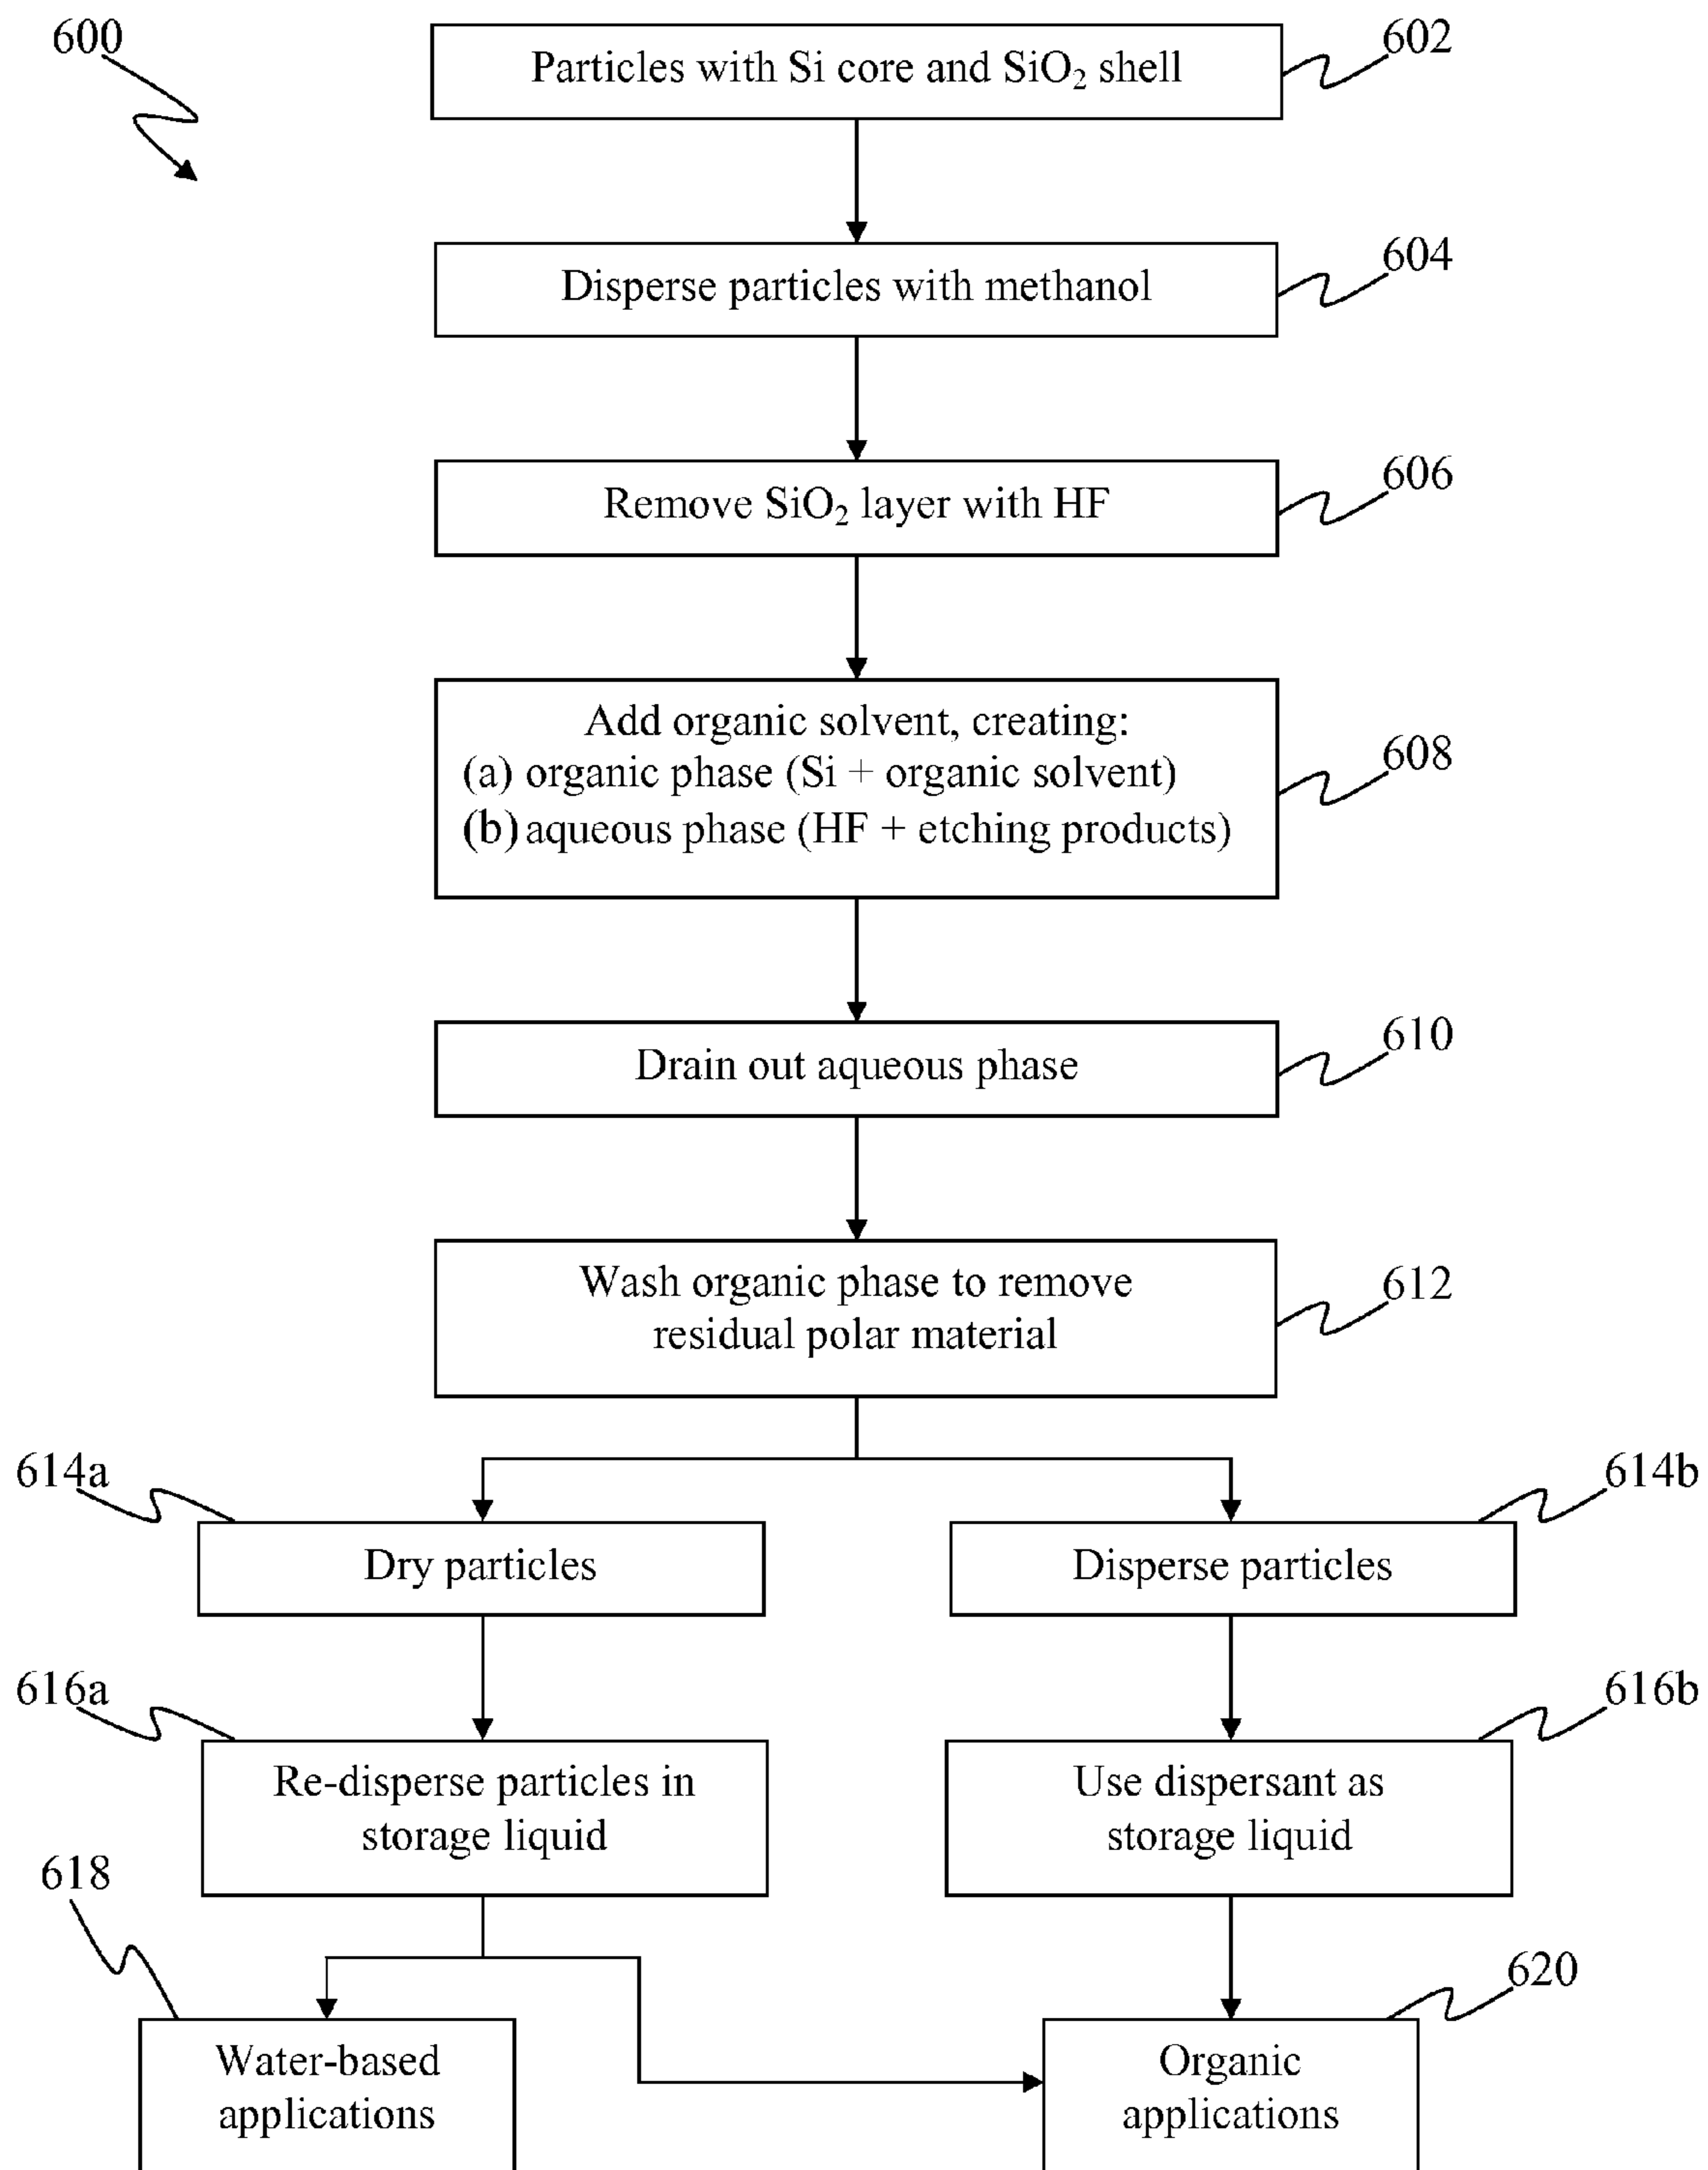 600
Particles with Si core and SiO₂ shell
602
Disperse particles with methanol
604
Remove SiO₂ layer with HF
606
Add organic solvent, creating:
(a) organic phase (Si + organic solvent)
(b) aqueous phase (HF + etching products)
608
Drain out aqueous phase
610
Wash organic phase to remove
residual polar material
612
614a
614b
Dry particles
Disperse particles
616a
616b
Re-disperse particles in
storage liquid
Use dispersant as
storage liquid
618
620
Water-based
applications
Organic
applications